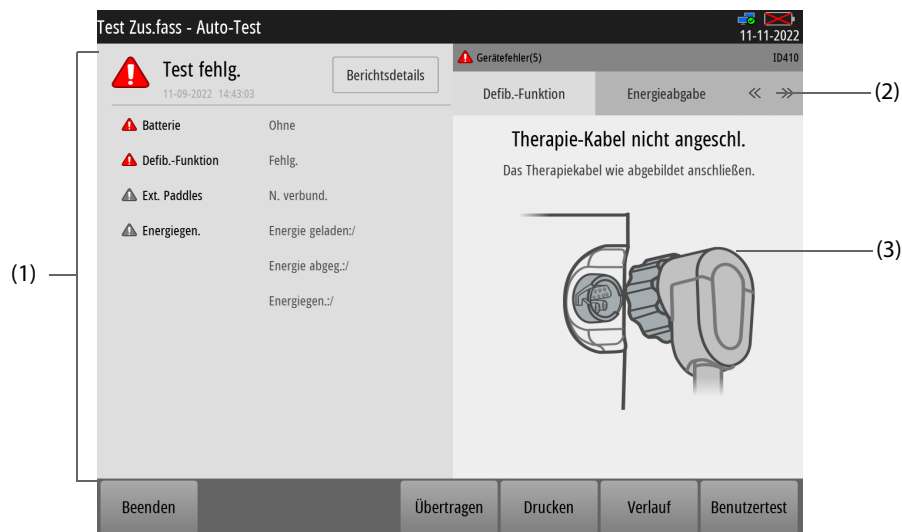 Test Zus.fass - Auto-Test
11-11-2022
Test fehlg.
11-09-2022 14:43:03
Berichtsdetails
Batterie Ohne
Defib.-Funktion Fehlg.
Ext. Paddles N. verbund.
Energiegen. Energie geladen:/
Energie abgeg.:/
Energiegen.:/
Gerätefehler(5) ID410
Defib.-Funktion Energieabgabe
Therapie-Kabel nicht angeschl.
Das Therapiekabel wie abgebildet anschließen.
(1)
(2)
(3)
Beenden Übertragen Drucken Verlauf Benutzertest